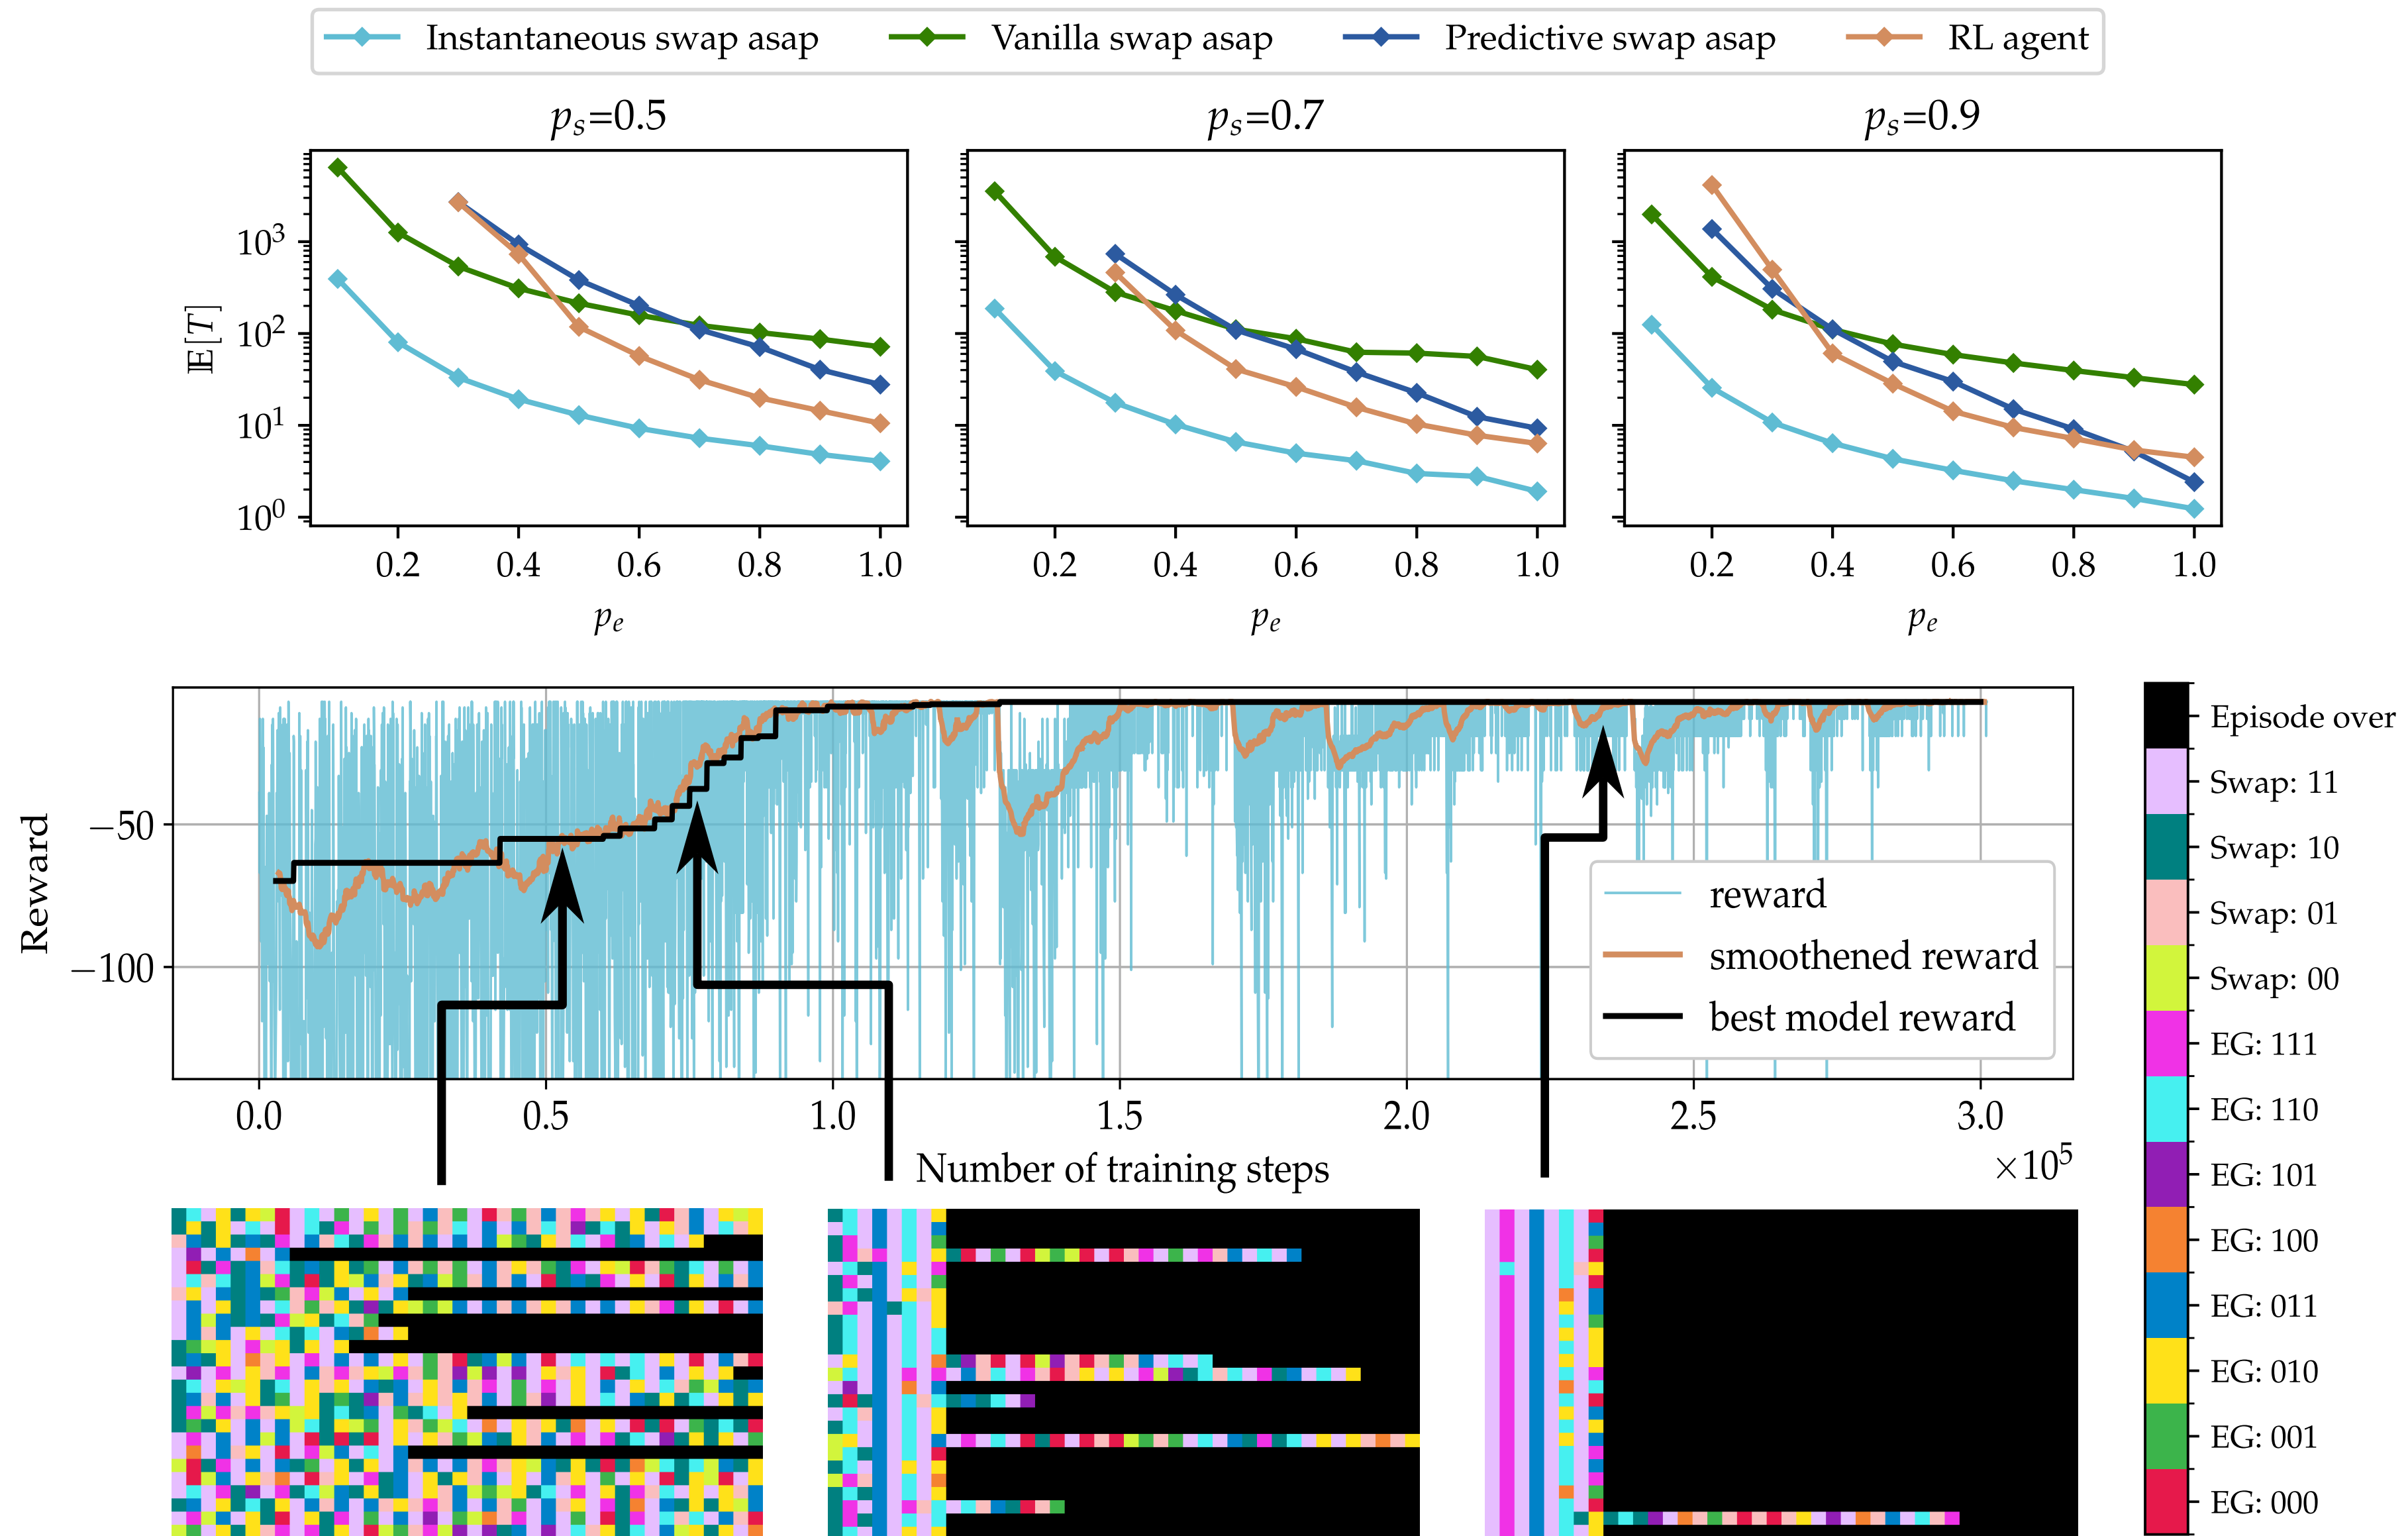 Instantaneous swap asap Vanilla swap asap Predictive swap asap RL agent
p_s=0.5 p_s=0.7 p_s=0.9
𝔼[T]
10^3
10^2
10^1
10^0
0.2 0.4 0.6 0.8 1.0 0.2 0.4 0.6 0.8 1.0 0.2 0.4 0.6 0.8 1.0
p_e p_e p_e
Reward
−50
−100
reward
smoothened reward
best model reward
0.0 0.5 1.0 1.5 2.0 2.5 3.0
×10^5
Number of training steps
Episode over
Swap: 11
Swap: 10
Swap: 01
Swap: 00
EG: 111
EG: 110
EG: 101
EG: 100
EG: 011
EG: 010
EG: 001
EG: 000